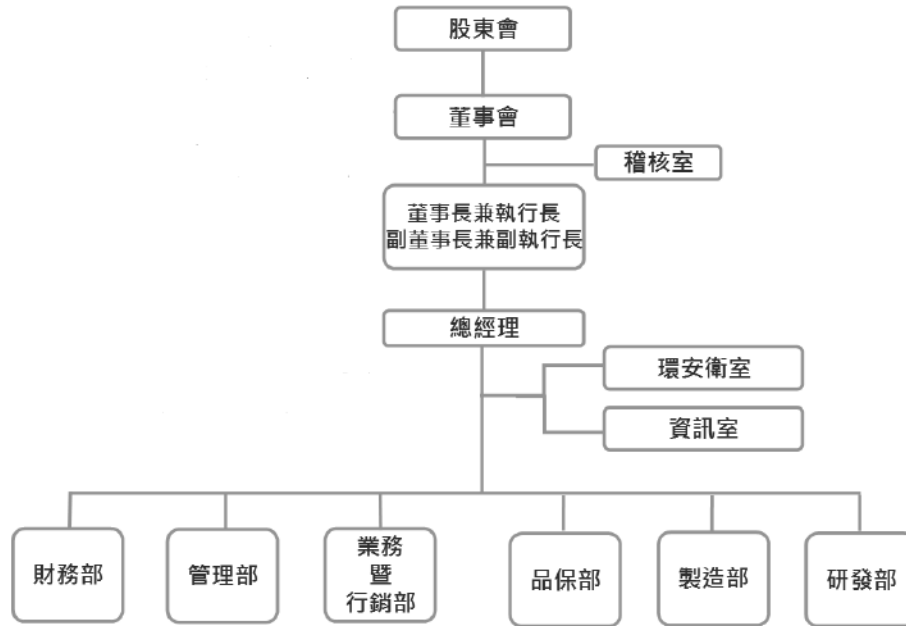 股東會
董事會
稽核室
董事長兼執行長
副董事長兼副執行長
總經理
環安衛室
資訊室
財務部
管理部
業務
暨
行銷部
品保部
製造部
研發部